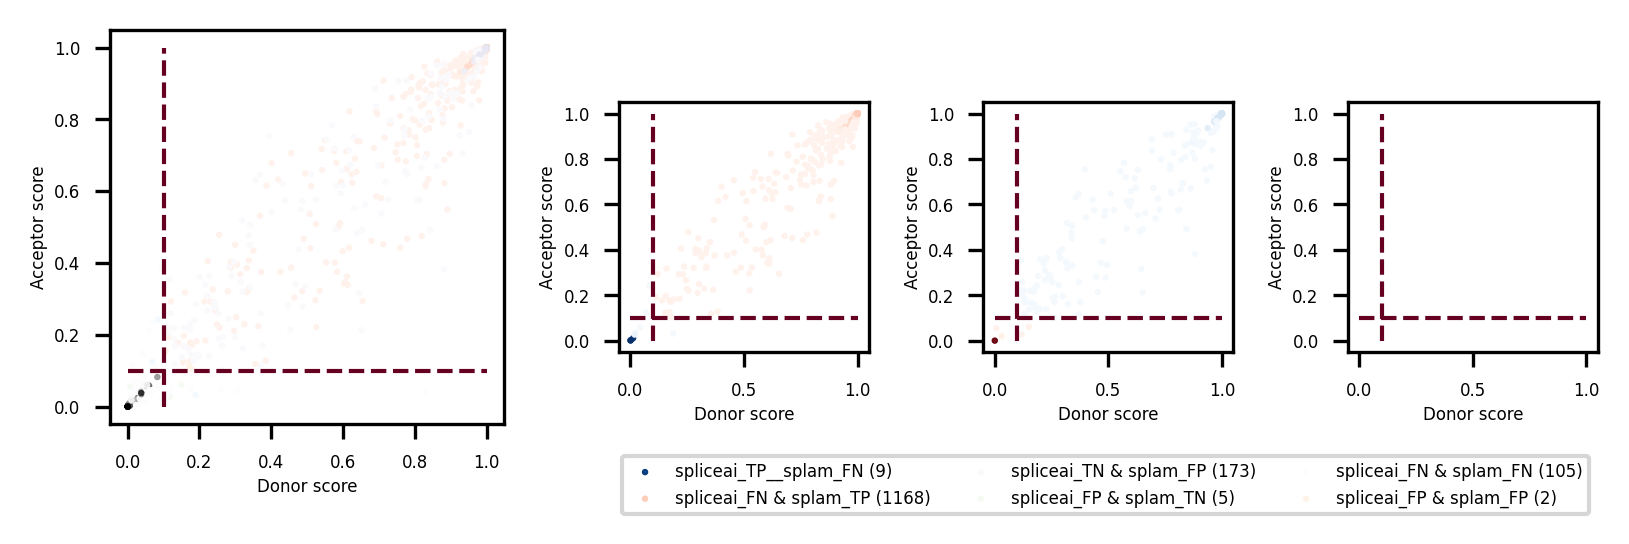 1.0
0.8
0.6
0.4
0.2
0.0
Acceptor score
0.0 0.2 0.4 0.6 0.8 1.0
Donor score
1.0
0.8
0.6
0.4
0.2
0.0
Acceptor score
0.0 0.5 1.0
Donor score
1.0
0.8
0.6
0.4
0.2
0.0
Acceptor score
0.0 0.5 1.0
Donor score
1.0
0.8
0.6
0.4
0.2
0.0
Acceptor score
0.0 0.5 1.0
Donor score
spliceai_TP__splam_FN (9)
spliceai_FN & splam_TP (1168)
spliceai_TN & splam_FP (173)
spliceai_FP & splam_TN (5)
spliceai_FN & splam_FN (105)
spliceai_FP & splam_FP (2)